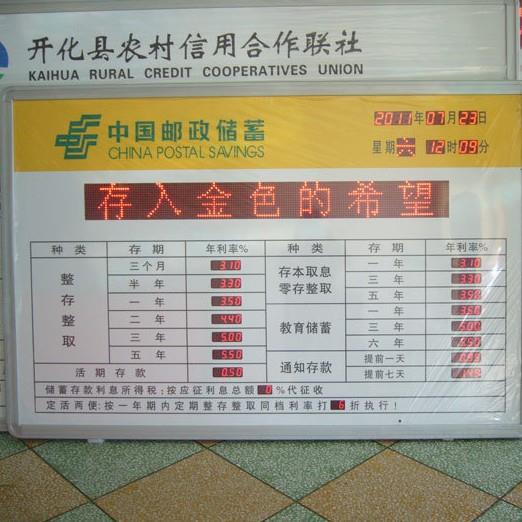 开化县农村信用合作联社
KAIHUA RURAL CREDIT COOPERATIVES UNION
中国邮政储蓄
CHINA POSTAL SAVINGS
2011年07月23日
星期六 12时09分
存入金色的希望
种类 存期 年利率% 种类 存期 年利率%
整存整取 三个月 3.10
半年 3.30
一年 3.50
二年 4.40
三年 5.00
五年 5.50
活期存款 0.50
存本取息 零存整取 一年 3.10
三年 3.30
五年 3.50
教育储蓄 一年 3.50
三年 5.00
六年 5.50
通知存款 提前一天
提前七天
储蓄存款利息所得税:按应征利息总额0%代征收
定活两便:按一年期内定期整存整取同档利率打6折执行!